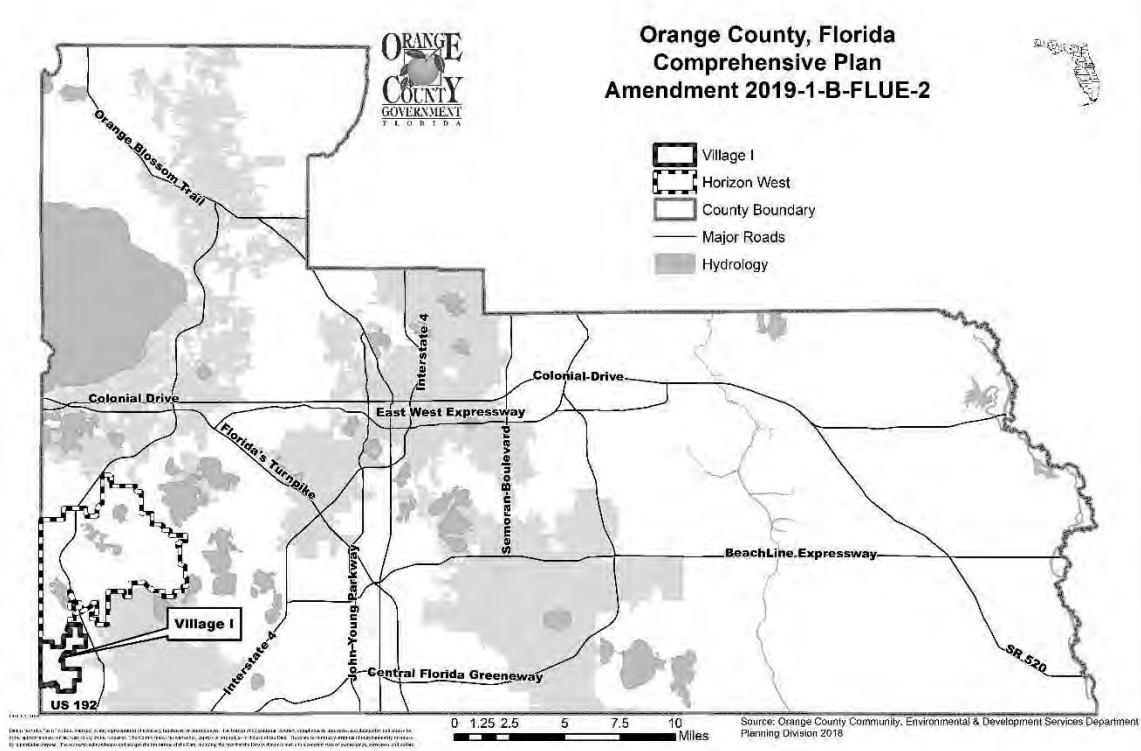 ORANGE
COUNTY
GOVERNMENT
FLORIDA
Orange County, Florida
Comprehensive Plan
Amendment 2019-1-B-FLUE-2
Village I
Horizon West
County Boundary
Major Roads
Hydrology
Orange Blossom Trail
Interstate 4
Colonial Drive
Colonial Drive
East West Expressway
Florida's Turnpike
Semoran Boulevard
BeachLine Expressway
John Young Parkway
Village I
Interstate 4
Central Florida Greeneway
SR 520
US 192
0 1.25 2.5 5 7.5 10
Miles
Source: Orange County Community, Environmental & Development Services Department
Planning Division 2018